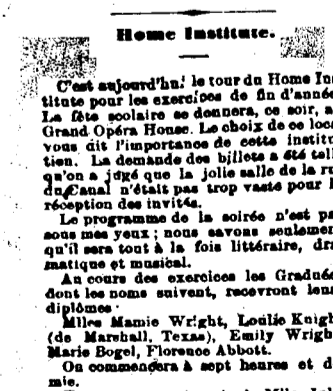 Home Institute.
C'est aujourd'hui le tour du Home Ins
titute pour les exercices de fin d'année
La fête scolaire se donnera, ce soir, a
Grand Opéra House. Le choix de ce loc
vous dit l'importance de cette institu
tion. La demande des billets a été tell
qu'on a jugé que la jolie salle de la ru
du Canal n'était pas trop vaste pour l
réception des invités.
Le programme de la soirée n'est pa
sous mes yeux ; nous savons seulemen
qu'il sera tout à la fois littéraire, dra
matique et musical.
Au cours des exercices les Gradués
dont les noms suivent, recevront leur
diplômes :
Mlles Mamie Wright, Loulie Knigh
(de Marshall, Texas), Emily Wrigh
Marie Bogel, Florence Abbott.
On commencera à sept heures et d
mie.